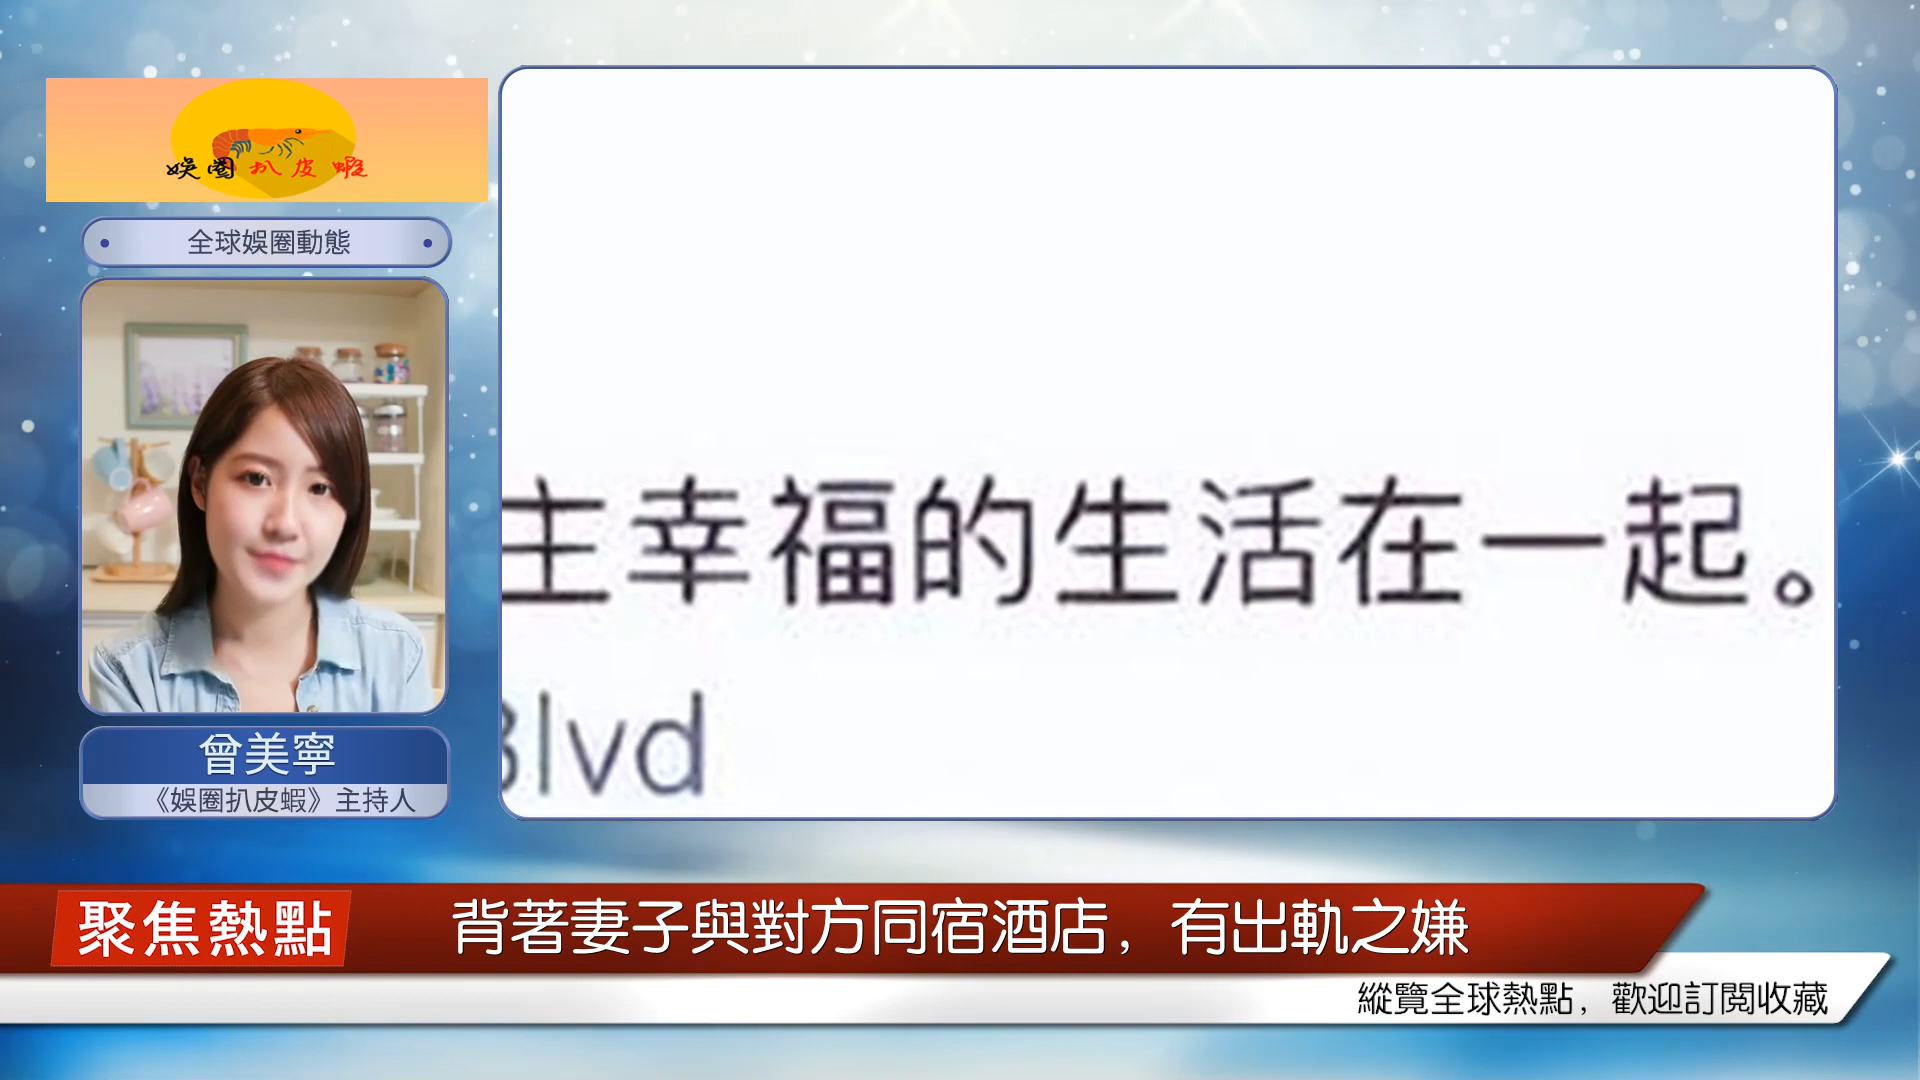 娛圈扒皮蝦
全球娛圈動態
主幸福的生活在一起。
lvd
曾美寧
《娛圈扒皮蝦》主持人
聚焦熱點
背著妻子與對方同宿酒店，有出軌之嫌
縱覽全球熱點，歡迎訂閱收藏